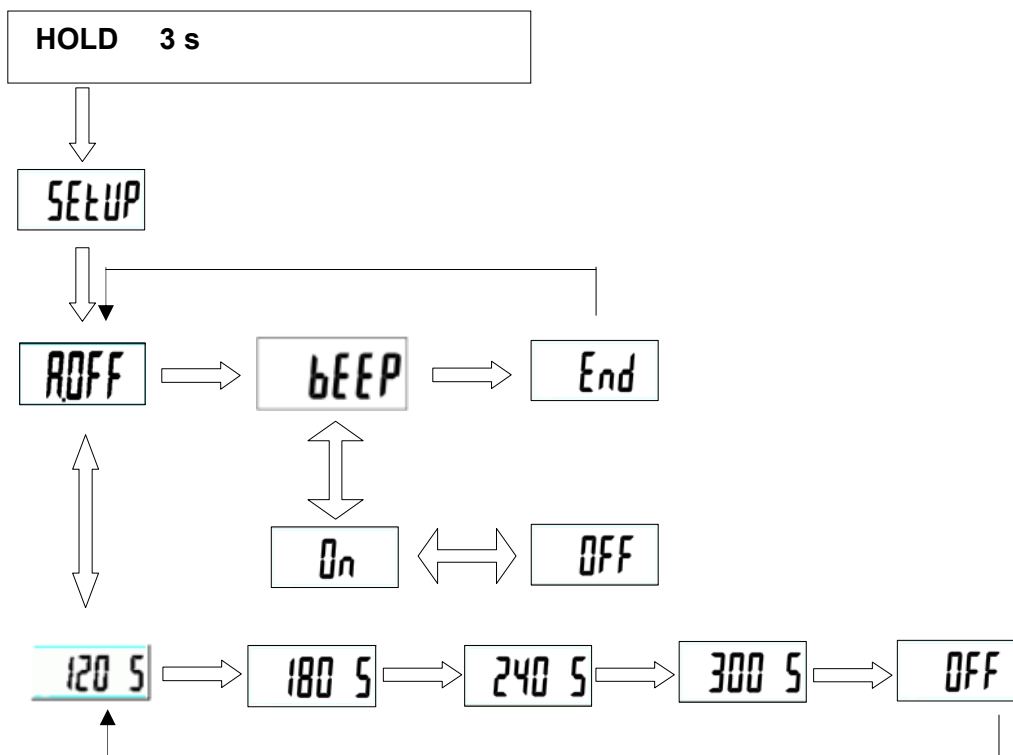 HOLD 3 s
SEtUP
A.OFF bEEP End
On OFF
120 S 180 S 240 S 300 S OFF